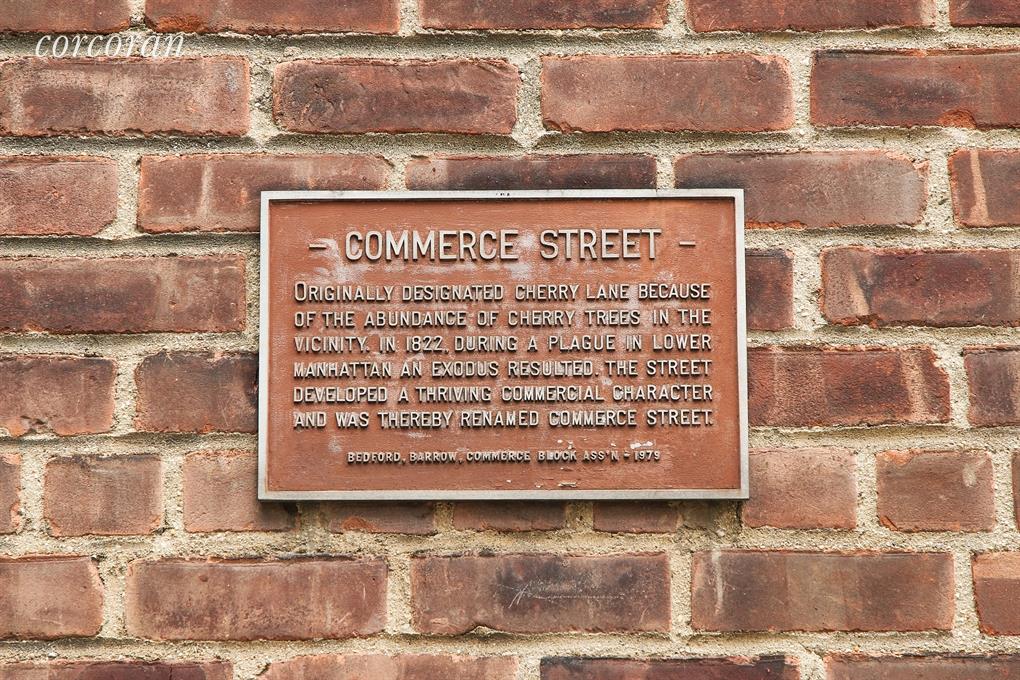 corcoran
– COMMERCE STREET –
ORIGINALLY DESIGNATED CHERRY LANE BECAUSE
OF THE ABUNDANCE OF CHERRY TREES IN THE
VICINITY. IN 1822, DURING A PLAGUE IN LOWER
MANHATTAN AN EXODUS RESULTED. THE STREET
DEVELOPED A THRIVING COMMERCIAL CHARACTER
AND WAS THEREBY RENAMED COMMERCE STREET.
BEDFORD, BARROW, COMMERCE BLOCK ASS'N - 1979